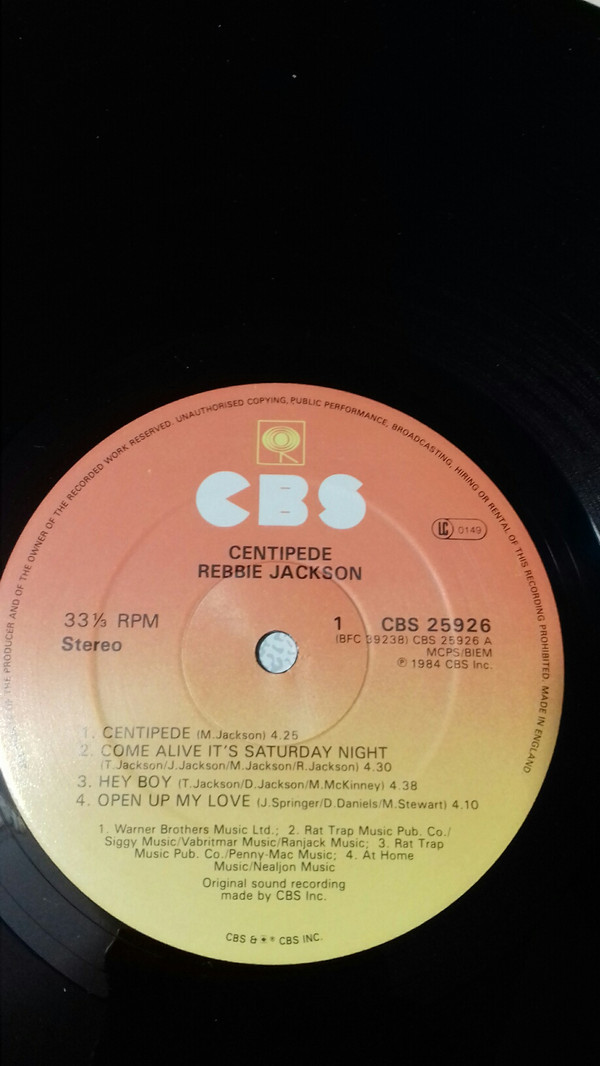 OF THE PRODUCER AND OF THE OWNER OF THE RECORDED WORK RESERVED. UNAUTHORISED COPYING, PUBLIC PERFORMANCE, BROADCASTING, HIRING OR RENTAL OF THIS RECORDING PROHIBITED. MADE IN ENGLAND
CBS
LC 0149
CENTIPEDE
REBBIE JACKSON
33⅓ RPM
Stereo
1 CBS 25926
(BFC 39238) CBS 25926 A
MCPS/BIEM
℗ 1984 CBS Inc.
1. CENTIPEDE (M.Jackson) 4.25
2. COME ALIVE IT'S SATURDAY NIGHT
(T.Jackson/J.Jackson/M.Jackson/R.Jackson) 4.30
3. HEY BOY (T.Jackson/D.Jackson/M.McKinney) 4.38
4. OPEN UP MY LOVE (J.Springer/D.Daniels/M.Stewart) 4.10
1. Warner Brothers Music Ltd.; 2. Rat Trap Music Pub. Co./
Siggy Music/Vabritmar Music/Ranjack Music; 3. Rat Trap
Music Pub. Co./Penny-Mac Music; 4. At Home
Music/Nealjon Music
Original sound recording
made by CBS Inc.
CBS & ® CBS INC.